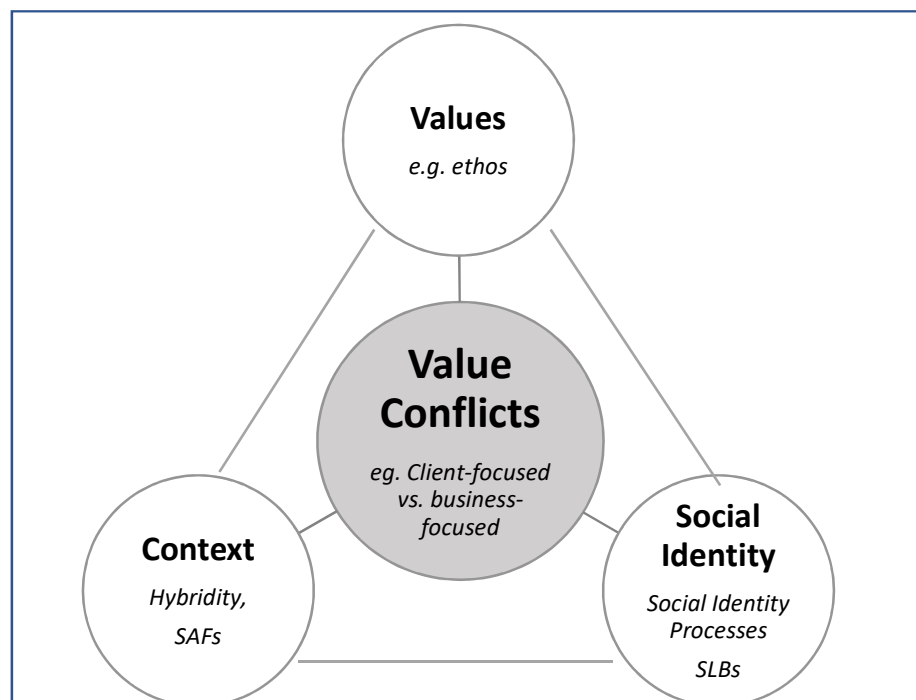 Values
e.g. ethos
Value
Conflicts
eg. Client-focused
vs. business-
focused
Context
Hybridity,
SAFs
Social
Identity
Social Identity
Processes
SLBs